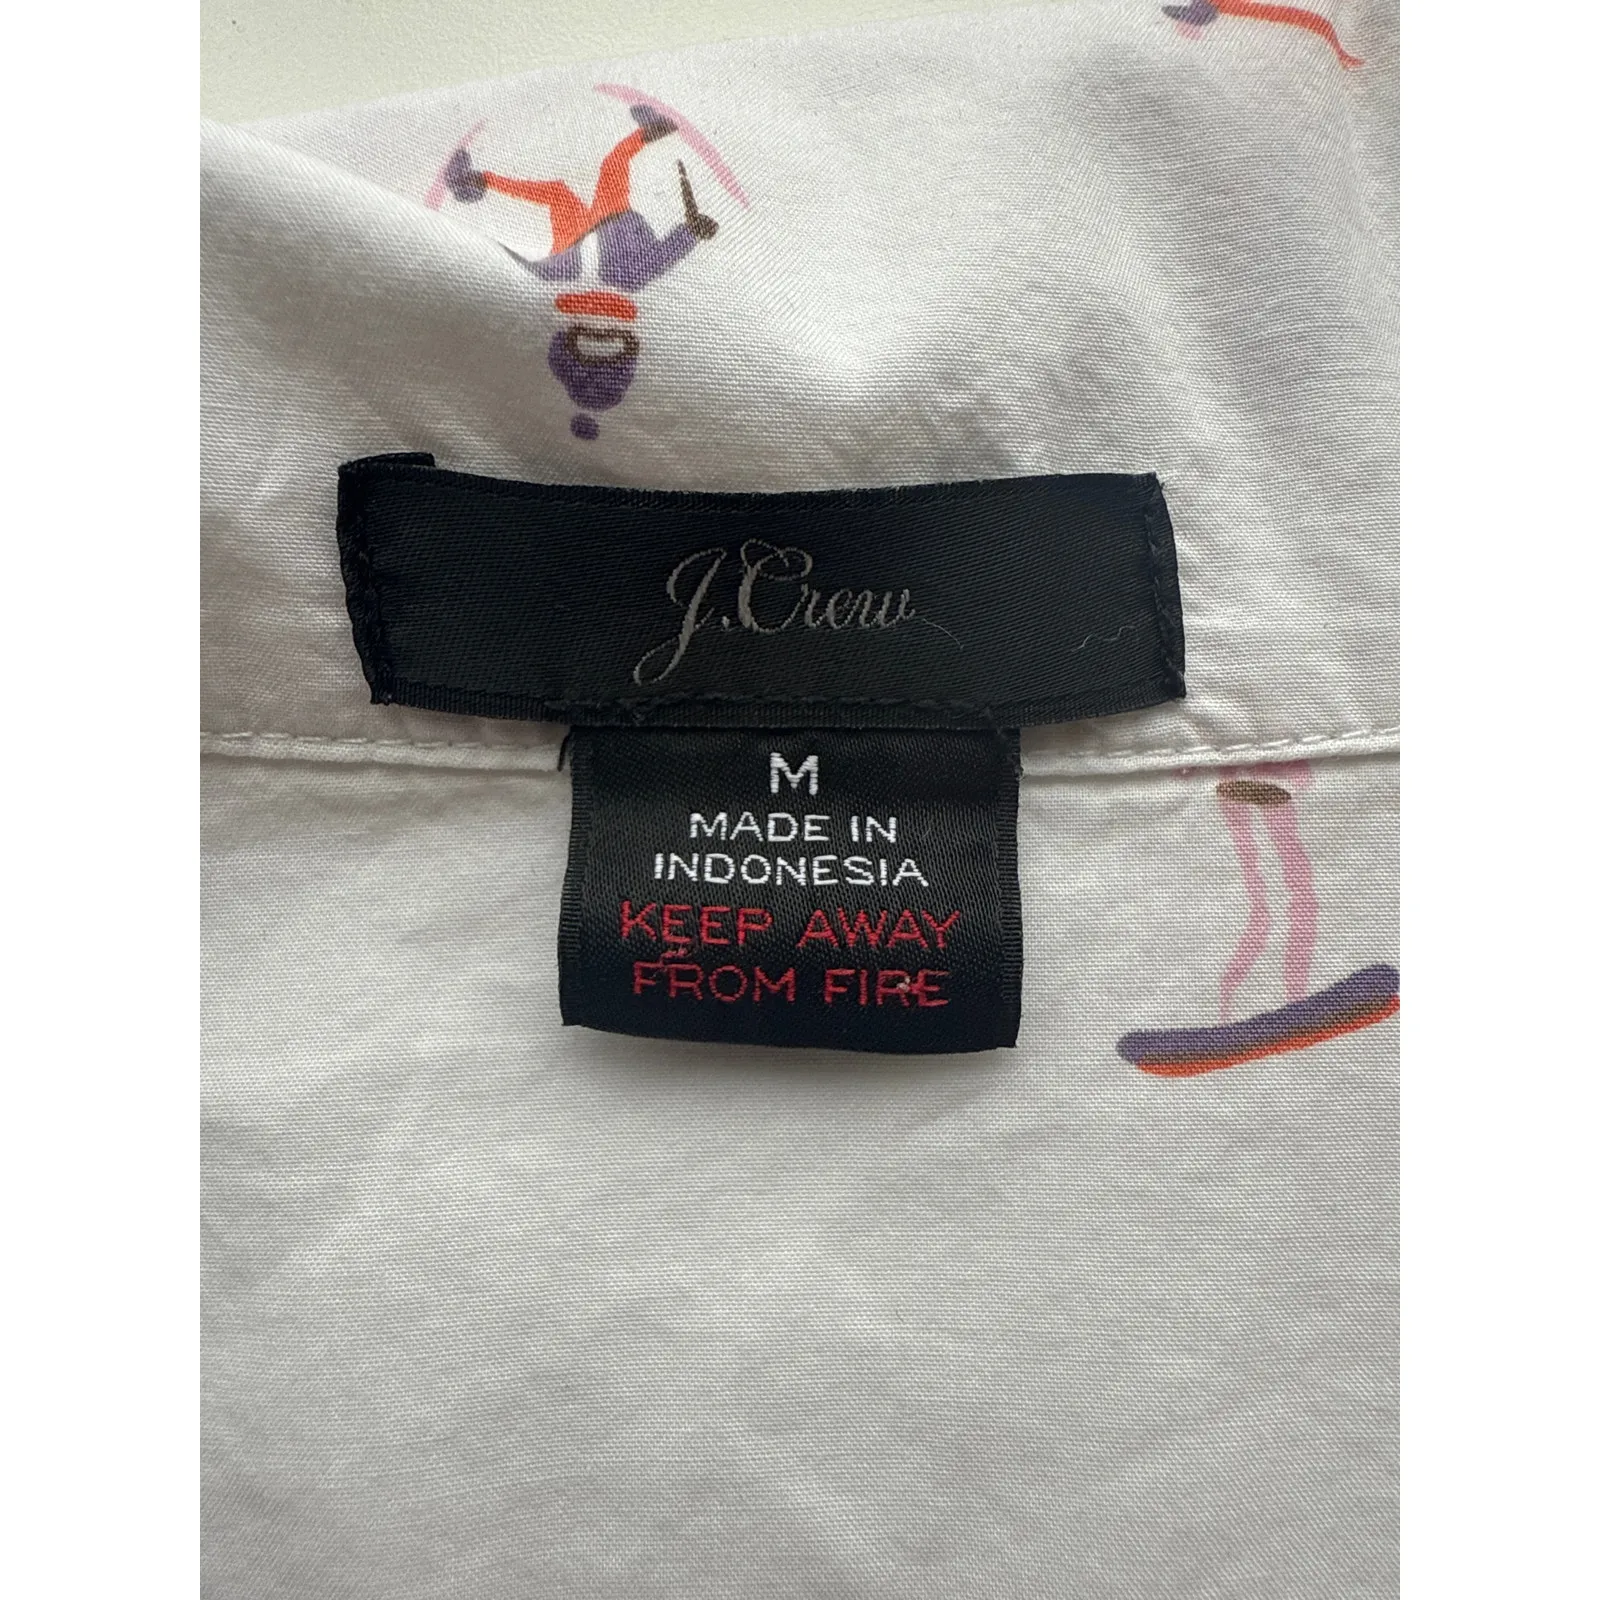 J.Crew
M
MADE IN
INDONESIA
KEEP AWAY
FROM FIRE